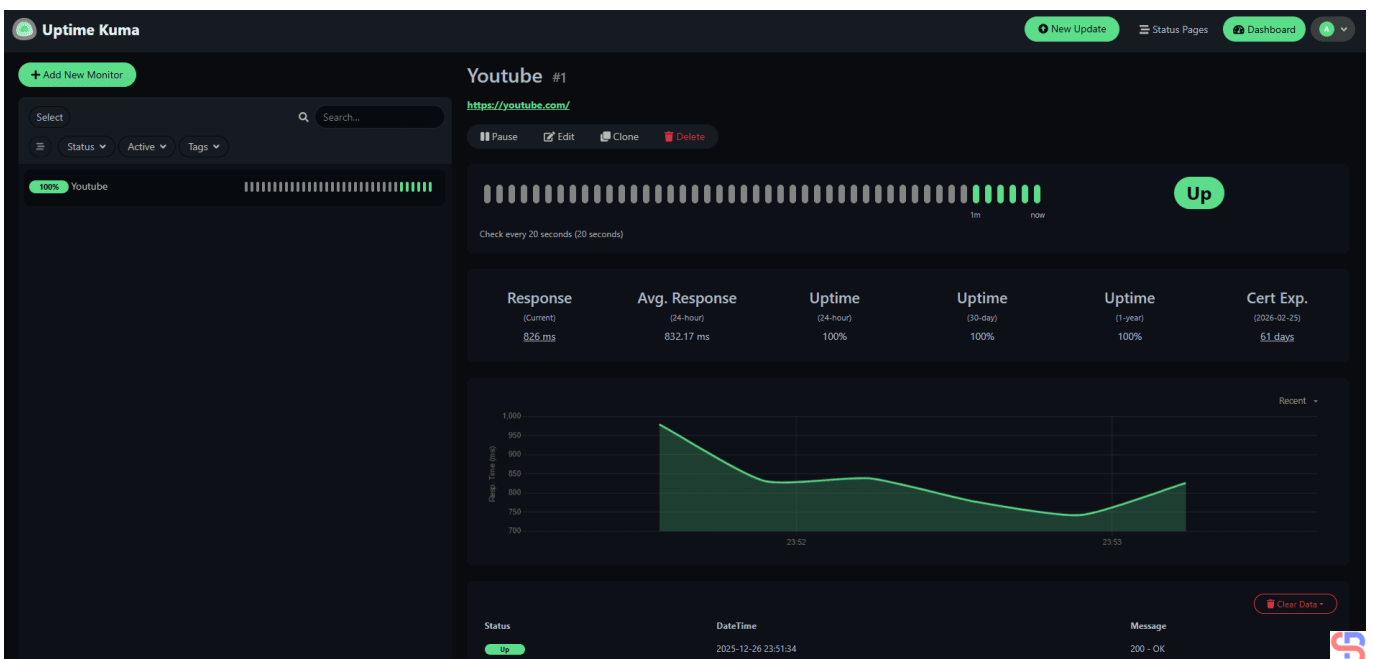 Uptime Kuma
New Update
Status Pages
Dashboard
A
Add New Monitor
Select
Search...
Status
Active
Tags
100% Youtube
Youtube #1
https://youtube.com/
Pause
Edit
Clone
Delete
1m
now
Up
Check every 20 seconds (20 seconds)
Response
(Current)
826 ms
Avg. Response
(24-hour)
832.17 ms
Uptime
(24-hour)
100%
Uptime
(30-day)
100%
Uptime
(1-year)
100%
Cert Exp.
(2026-02-25)
61 days
Recent
Resp. Time (ms)
1,000
950
900
850
800
750
700
23:52
23:53
Clear Data
Status DateTime Message
Up 2025-12-26 23:51:34 200 - OK